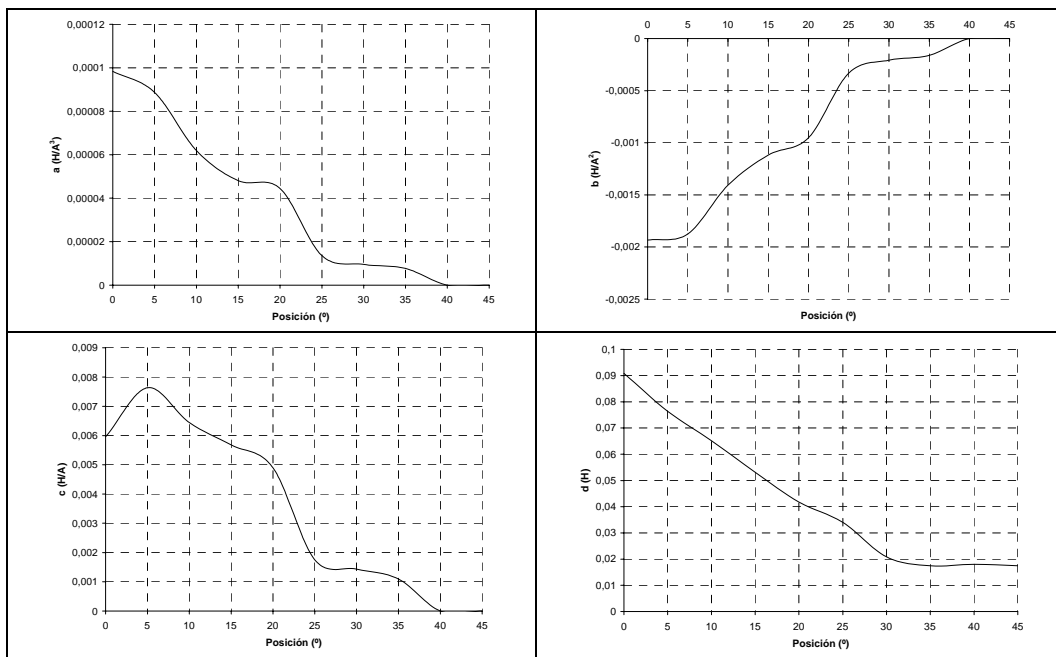 0,00012
0,0001
0,00008
0,00006
0,00004
0,00002
0
a (H/A³)
0 5 10 15 20 25 30 35 40 45
Posición (º)
0 5 10 15 20 25 30 35 40 45
0
-0,0005
-0,001
-0,0015
-0,002
-0,0025
b (H/A²)
Posición (º)
0,009
0,008
0,007
0,006
0,005
0,004
0,003
0,002
0,001
0
c (H/A)
0 5 10 15 20 25 30 35 40 45
Posición (º)
0,1
0,09
0,08
0,07
0,06
0,05
0,04
0,03
0,02
0,01
0
d (H)
0 5 10 15 20 25 30 35 40 45
Posición (º)